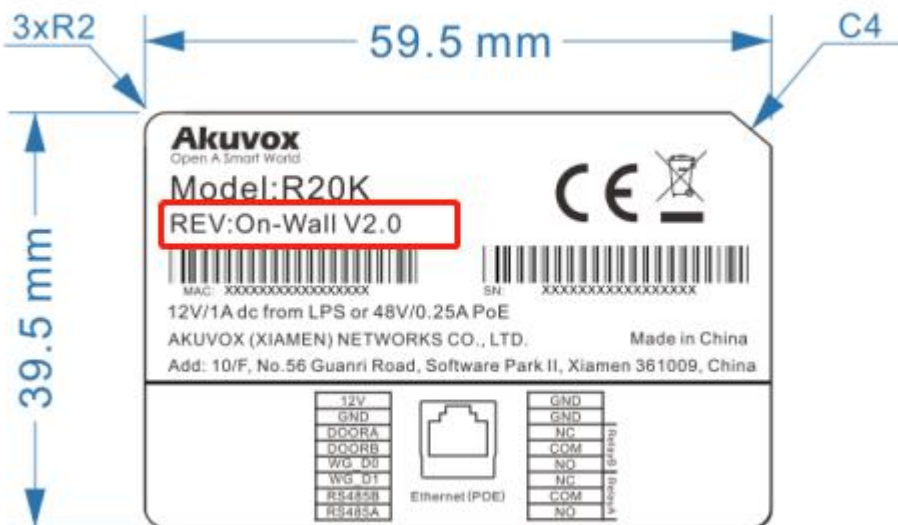 3xR2
59.5 mm
C4
39.5 mm
Akuvox
Open A Smart World
Model:R20K
REV:On-Wall V2.0
MAC: XXXXXXXXXXXXXXXXX
SN: XXXXXXXXXXXXXXXXX
12V/1A dc from LPS or 48V/0.25A PoE
AKUVOX (XIAMEN) NETWORKS CO., LTD.
Made in China
Add: 10/F, No.56 Guanri Road, Software Park II, Xiamen 361009, China
12V
GND
DOORA
DOORB
WG_D0
WG_D1
RS485B
RS485A
Ethernet(POE)
GND
GND
NC
COM
NO
NC
COM
NO
RelayB
RelayA